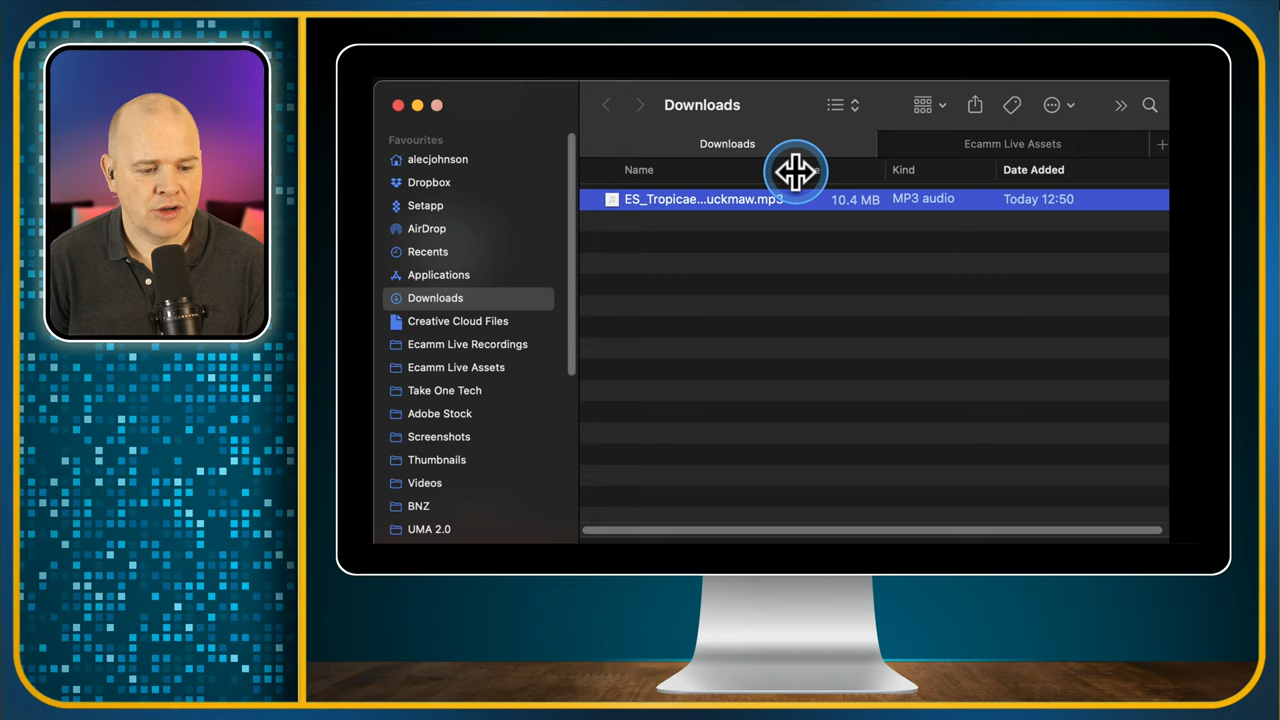 Favourites
alecjohnson
Dropbox
Setapp
AirDrop
Recents
Applications
Downloads
Creative Cloud Files
Ecamm Live Recordings
Ecamm Live Assets
Take One Tech
Adobe Stock
Screenshots
Thumbnails
Videos
BNZ
UMA 2.0
Downloads
Downloads Ecamm Live Assets
Name Kind Date Added
ES_Tropicae...uckmaw.mp3 10.4 MB MP3 audio Today 12:50